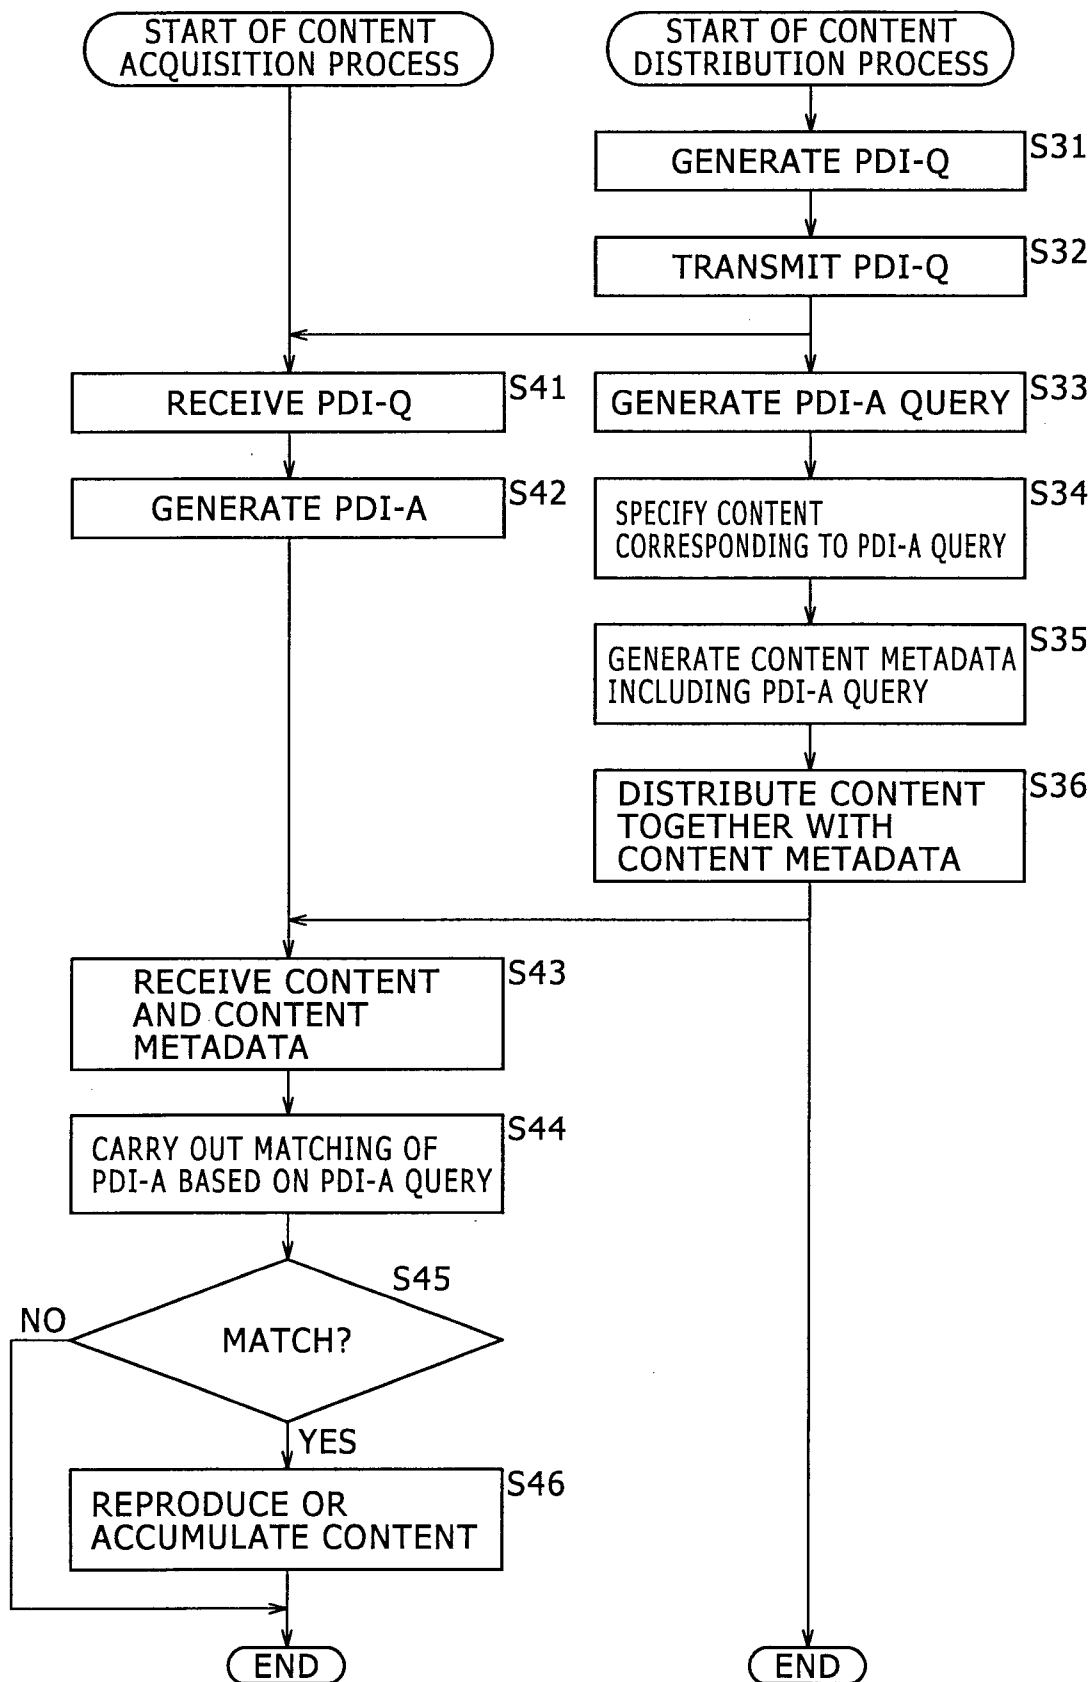 START OF CONTENT
ACQUISITION PROCESS
START OF CONTENT
DISTRIBUTION PROCESS
GENERATE PDI-Q
S31
TRANSMIT PDI-Q
S32
RECEIVE PDI-Q
S41
GENERATE PDI-A QUERY
S33
GENERATE PDI-A
S42
SPECIFY CONTENT
CORRESPONDING TO PDI-A QUERY
S34
GENERATE CONTENT METADATA
INCLUDING PDI-A QUERY
S35
DISTRIBUTE CONTENT
TOGETHER WITH
CONTENT METADATA
S36
RECEIVE CONTENT
AND CONTENT
METADATA
S43
CARRY OUT MATCHING OF
PDI-A BASED ON PDI-A QUERY
S44
S45
NO
MATCH?
YES
REPRODUCE OR
ACCUMULATE CONTENT
S46
END
END